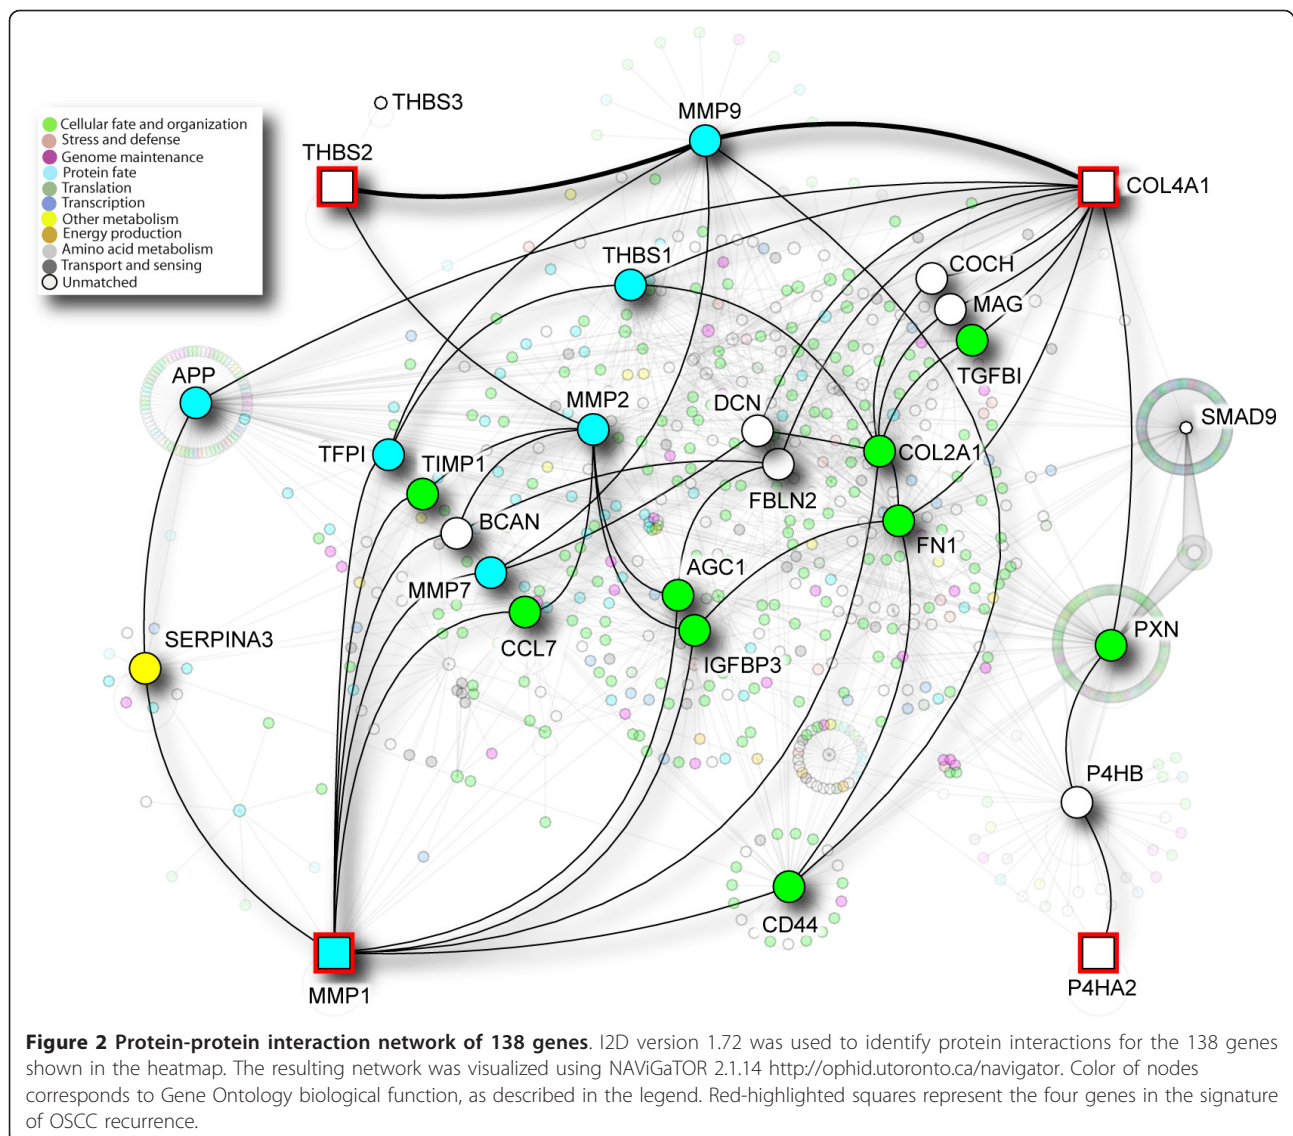 THBS3
MMP9
Cellular fate and organization
Stress and defense
Genome maintenance
Protein fate
Translation
Transcription
Other metabolism
Energy production
Amino acid metabolism
Transport and sensing
Unmatched
THBS2
COL4A1
THBS1
COCH
MAG
TGFBI
APP
MMP2
DCN
SMAD9
TFPI
TIMP1
COL2A1
FBLN2
BCAN
FN1
AGC1
MMP7
CCL7
IGFBP3
SERPINA3
PXN
P4HB
CD44
MMP1
P4HA2
Figure 2 Protein-protein interaction network of 138 genes. I2D version 1.72 was used to identify protein interactions for the 138 genes
shown in the heatmap. The resulting network was visualized using NAViGaTOR 2.1.14 http://ophid.utoronto.ca/navigator. Color of nodes
corresponds to Gene Ontology biological function, as described in the legend. Red-highlighted squares represent the four genes in the signature
of OSCC recurrence.